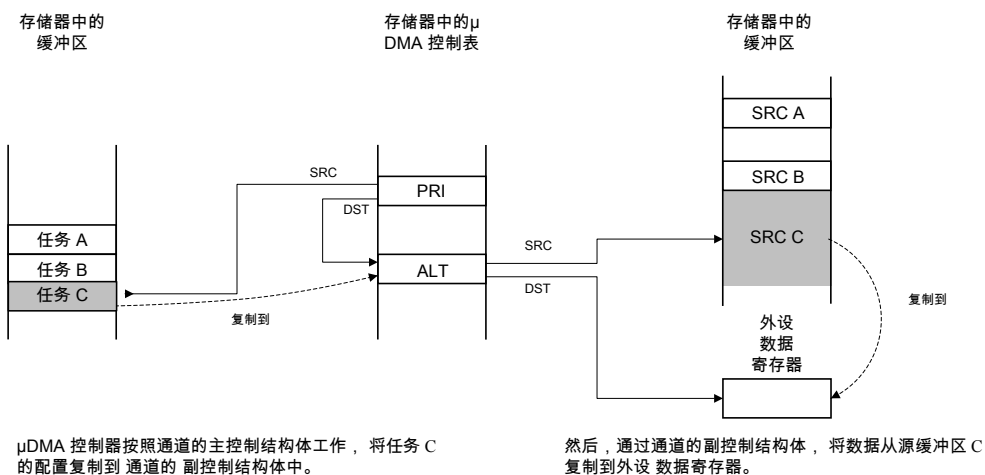 存储器中的
缓冲区
存储器中的μ
DMA 控制表
存储器中的
缓冲区
SRC A
SRC B
SRC C
SRC
PRI
DST
ALT
SRC
DST
任务 A
任务 B
任务 C
复制到
复制到
外设
数据
寄存器
μDMA 控制器按照通道的主控制结构体工作， 将任务 C
的配置复制到 通道的 副控制结构体中。
然后，通过通道的副控制结构体， 将数据从源缓冲区 C
复制到外设 数据寄存器。